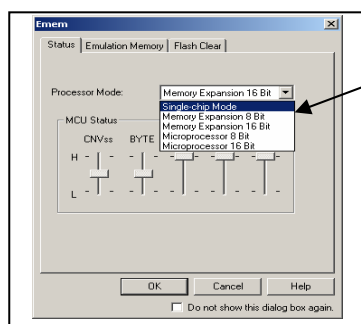 Emem
Status Emulation Memory Flash Clear
Processor Mode: Memory Expansion 16 Bit
Single-chip Mode
Memory Expansion 8 Bit
Memory Expansion 16 Bit
Microprocessor 8 Bit
Microprocessor 16 Bit
MCU Status
CNVss BYTE
H
L
OK Cancel Help
Do not show this dialog box again.